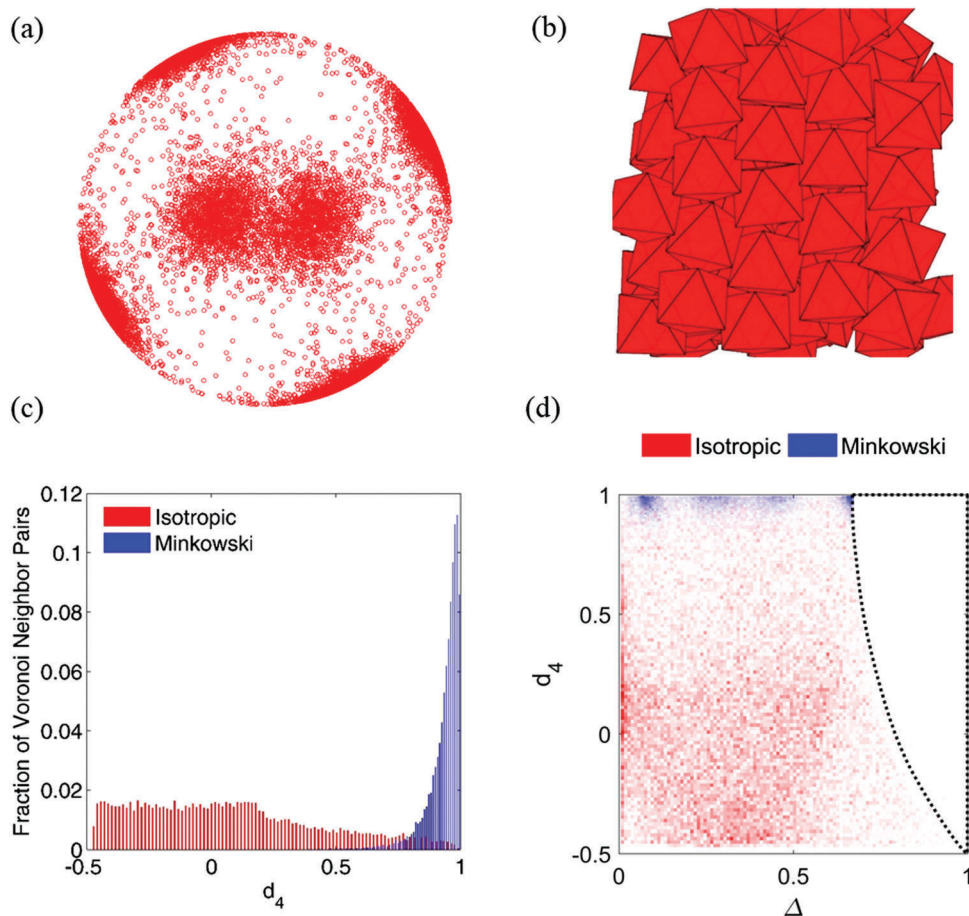 (a)
(b)
(c)
0.12
0.1
0.08
0.06
0.04
0.02
0
-0.5
0
0.5
1
Fraction of Voronoi Neighbor Pairs
d4
Isotropic
Minkowski
(d)
Isotropic
Minkowski
1
0.5
0
-0.5
0
0.5
1
d4
Δ